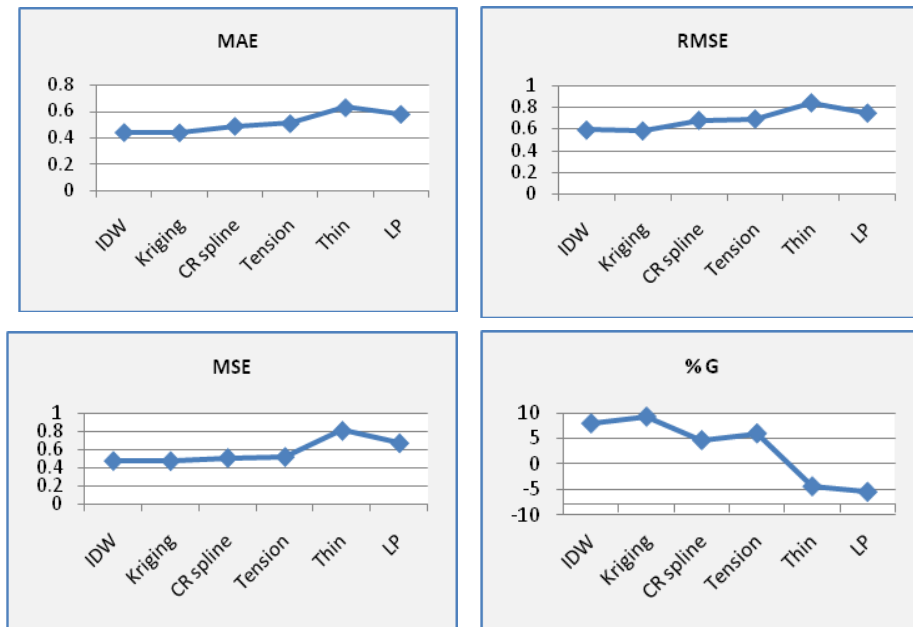 MAE
0.8
0.6
0.4
0.2
0
IDW
Kriging
CR spline
Tension
Thin
LP
RMSE
1
0.8
0.6
0.4
0.2
0
IDW
Kriging
CR spline
Tension
Thin
LP
MSE
1
0.8
0.6
0.4
0.2
0
IDW
Kriging
CR spline
Tension
Thin
LP
% G
10
5
0
-5
-10
IDW
Kriging
CR spline
Tension
Thin
LP